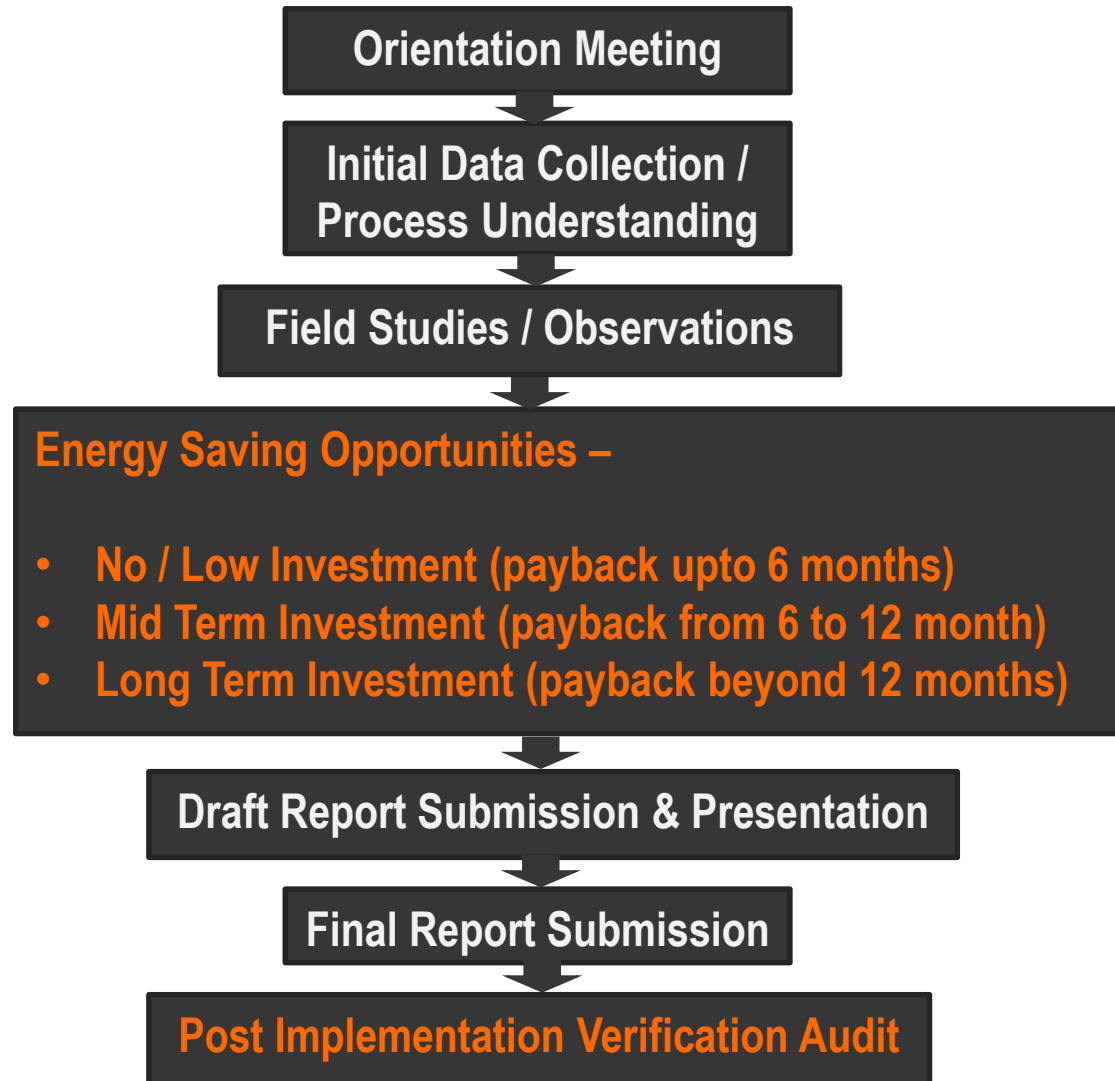 Orientation Meeting
Initial Data Collection /
Process Understanding
Field Studies / Observations
Energy Saving Opportunities –
• No / Low Investment (payback upto 6 months)
• Mid Term Investment (payback from 6 to 12 month)
• Long Term Investment (payback beyond 12 months)
Draft Report Submission & Presentation
Final Report Submission
Post Implementation Verification Audit